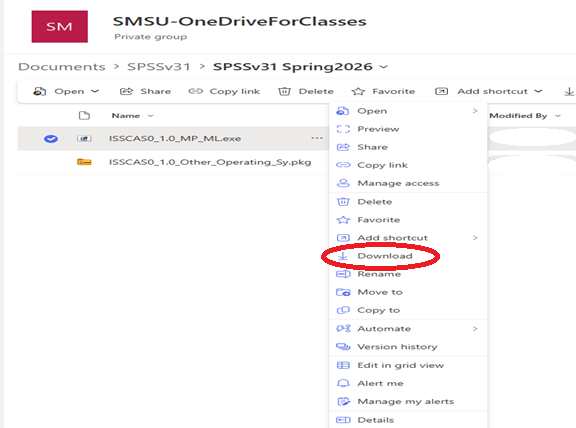 SM
SMSU-OneDriveForClasses
Private group
Documents > SPSSv31 > SPSSv31 Spring2026
Open Share Copy link Delete Favorite Add shortcut
Name Modified By
ISSCAS0_1.0_MP_ML.exe ...
ISSCAS0_1.0_Other_Operating_Sy.pkg
Open >
Preview
Share
Copy link
Manage access
Delete
Favorite
Add shortcut >
Download
Rename
Move to
Copy to
Automate >
Version history
Edit in grid view
Alert me
Manage my alerts
Details